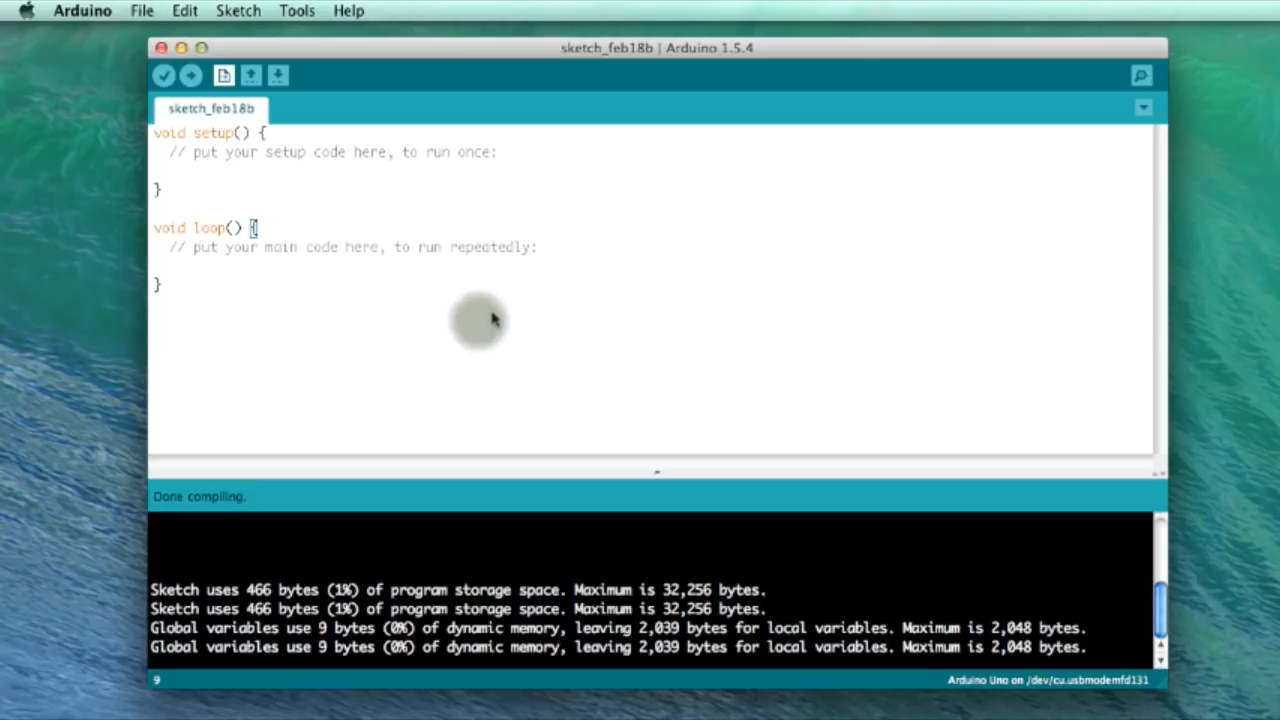 Arduino File Edit Sketch Tools Help
sketch_feb18b | Arduino 1.5.4
sketch_feb18b
void setup() {
  // put your setup code here, to run once:
}
void loop() {
  // put your main code here, to run repeatedly:
}
Done compiling.
Sketch uses 466 bytes (1%) of program storage space. Maximum is 32,256 bytes.
Sketch uses 466 bytes (1%) of program storage space. Maximum is 32,256 bytes.
Global variables use 9 bytes (0%) of dynamic memory, leaving 2,039 bytes for local variables. Maximum is 2,048 bytes.
Global variables use 9 bytes (0%) of dynamic memory, leaving 2,039 bytes for local variables. Maximum is 2,048 bytes.
9 Arduino Uno on /dev/cu.usbmodemfd131